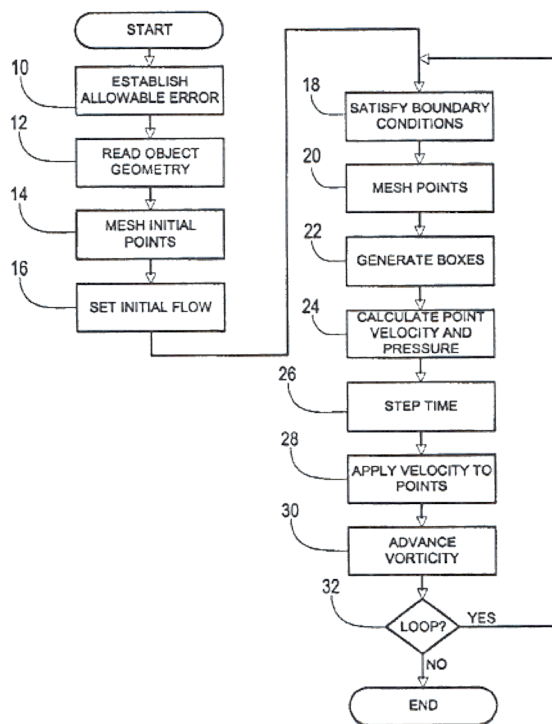 START
10
ESTABLISH
ALLOWABLE ERROR
12
READ OBJECT
GEOMETRY
14
MESH INITIAL
POINTS
16
SET INITIAL FLOW
18
SATISFY BOUNDARY
CONDITIONS
20
MESH POINTS
22
GENERATE BOXES
24
CALCULATE POINT
VELOCITY AND
PRESSURE
26
STEP TIME
28
APPLY VELOCITY TO
POINTS
30
ADVANCE
VORTICITY
32
LOOP?
YES
NO
END